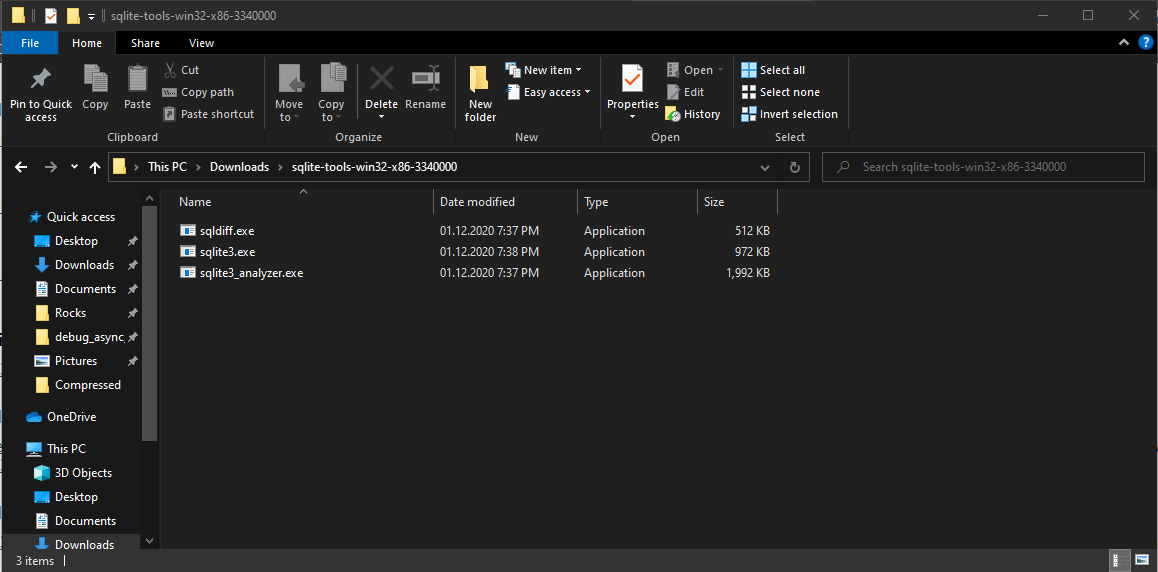 sqlite-tools-win32-x86-3340000
File Home Share View
Pin to Quick access
Copy
Paste
Cut
Copy path
Paste shortcut
Clipboard
Move to
Copy to
Delete
Rename
Organize
New folder
New item
Easy access
New
Properties
Open
Edit
History
Open
Select all
Select none
Invert selection
Select
This PC > Downloads > sqlite-tools-win32-x86-3340000
Search sqlite-tools-win32-x86-3340000
Name Date modified Type Size
sqldiff.exe 01.12.2020 7:37 PM Application 512 KB
sqlite3.exe 01.12.2020 7:38 PM Application 972 KB
sqlite3_analyzer.exe 01.12.2020 7:37 PM Application 1,992 KB
Quick access
Desktop
Downloads
Documents
Rocks
debug_async_
Pictures
Compressed
OneDrive
This PC
3D Objects
Desktop
Documents
Downloads
3 items